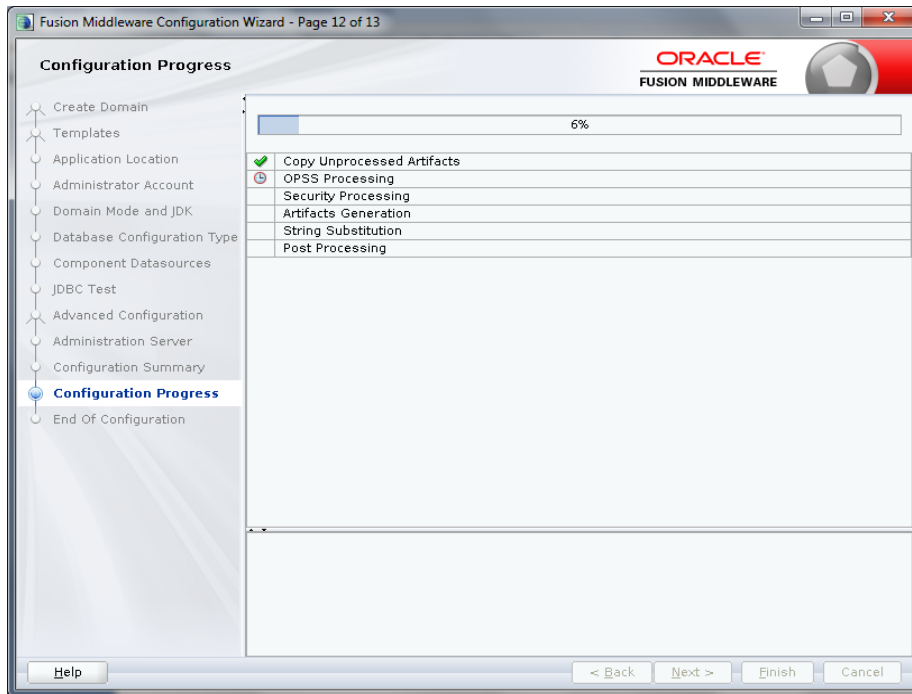 Fusion Middleware Configuration Wizard - Page 12 of 13
Configuration Progress
ORACLE
FUSION MIDDLEWARE
Create Domain
Templates
Application Location
Administrator Account
Domain Mode and JDK
Database Configuration Type
Component Datasources
JDBC Test
Advanced Configuration
Administration Server
Configuration Summary
Configuration Progress
End Of Configuration
6%
Copy Unprocessed Artifacts
OPSS Processing
Security Processing
Artifacts Generation
String Substitution
Post Processing
Help
< Back
Next >
Finish
Cancel